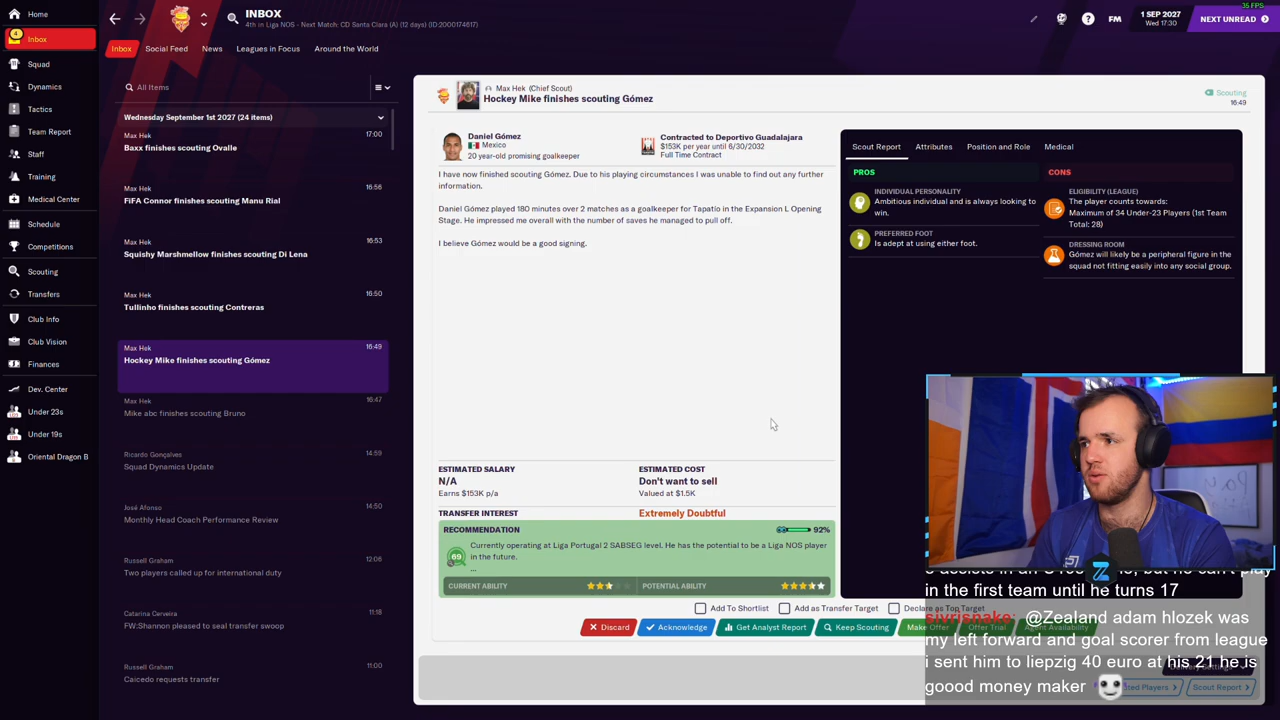 35 FPS
Home
INBOX
4th in Liga NOS - Next Match: CD Santa Clara (A) (12 days) (ID:2000174617)
FM
1 SEP 2027
Wed 17:30
NEXT UNREAD
4
Inbox
Squad
Dynamics
Tactics
Team Report
Staff
Training
Medical Center
Schedule
Competitions
Scouting
Transfers
Club Info
Club Vision
Finances
Dev. Center
Under 23s
Under 19s
Oriental Dragon B
Inbox
Social Feed
News
Leagues in Focus
Around the World
All Items
Wednesday September 1st 2027 (24 items)
Max Hek
17:00
Baxx finishes scouting Ovalle
Max Hek
16:56
FiFA Connor finishes scouting Manu Rial
Max Hek
16:53
Squishy Marshmellow finishes scouting Di Lena
Max Hek
16:50
Tullinho finishes scouting Contreras
Max Hek
16:49
Hockey Mike finishes scouting Gómez
Max Hek
16:47
Mike abc finishes scouting Bruno
Ricardo Gonçalves
14:59
Squad Dynamics Update
José Afonso
14:50
Monthly Head Coach Performance Review
Russell Graham
12:06
Two players called up for international duty
Catarina Cerveira
11:18
FW:Shannon pleased to seal transfer swoop
Russell Graham
11:00
Caicedo requests transfer
Max Hek (Chief Scout)
Hockey Mike finishes scouting Gómez
Scouting
16:49
Daniel Gómez
Mexico
20 year-old promising goalkeeper
Contracted to Deportivo Guadalajara
$153K per year until 6/30/2032
Full Time Contract
I have now finished scouting Gómez. Due to his playing circumstances I was unable to find out any further
information.
Daniel Gómez played 180 minutes over 2 matches as a goalkeeper for Tapatío in the Expansion L Opening
Stage. He impressed me overall with the number of saves he managed to pull off.
I believe Gómez would be a good signing.
ESTIMATED SALARY
N/A
Earns $153K p/a
ESTIMATED COST
Don't want to sell
Valued at $1.5K
TRANSFER INTEREST
Extremely Doubtful
RECOMMENDATION
92%
69
Currently operating at Liga Portugal 2 SABSEG level. He has the potential to be a Liga NOS player
in the future.
...
CURRENT ABILITY
POTENTIAL ABILITY
Scout Report
Attributes
Position and Role
Medical
PROS
INDIVIDUAL PERSONALITY
Ambitious individual and is always looking to
win.
PREFERRED FOOT
Is adept at using either foot.
CONS
ELIGIBILITY (LEAGUE)
The player counts towards:
Maximum of 34 Under-23 Players (1st Team
Total: 28)
DRESSING ROOM
Gómez will likely be a peripheral figure in the
squad not fitting easily into any social group.
Add To Shortlist
Add as Transfer Target
Declare as Top Target
Discard
Acknowledge
Get Analyst Report
Keep Scouting
Make Offer
Offer Trial
Agent Availability
Players
Scout Report
in the first team until he turns 17
sivrisnake: @Zealand adam hlozek was
my left forward and goal scorer from league
i sent him to liepzig 40 euro at his 21 he is
goood money maker